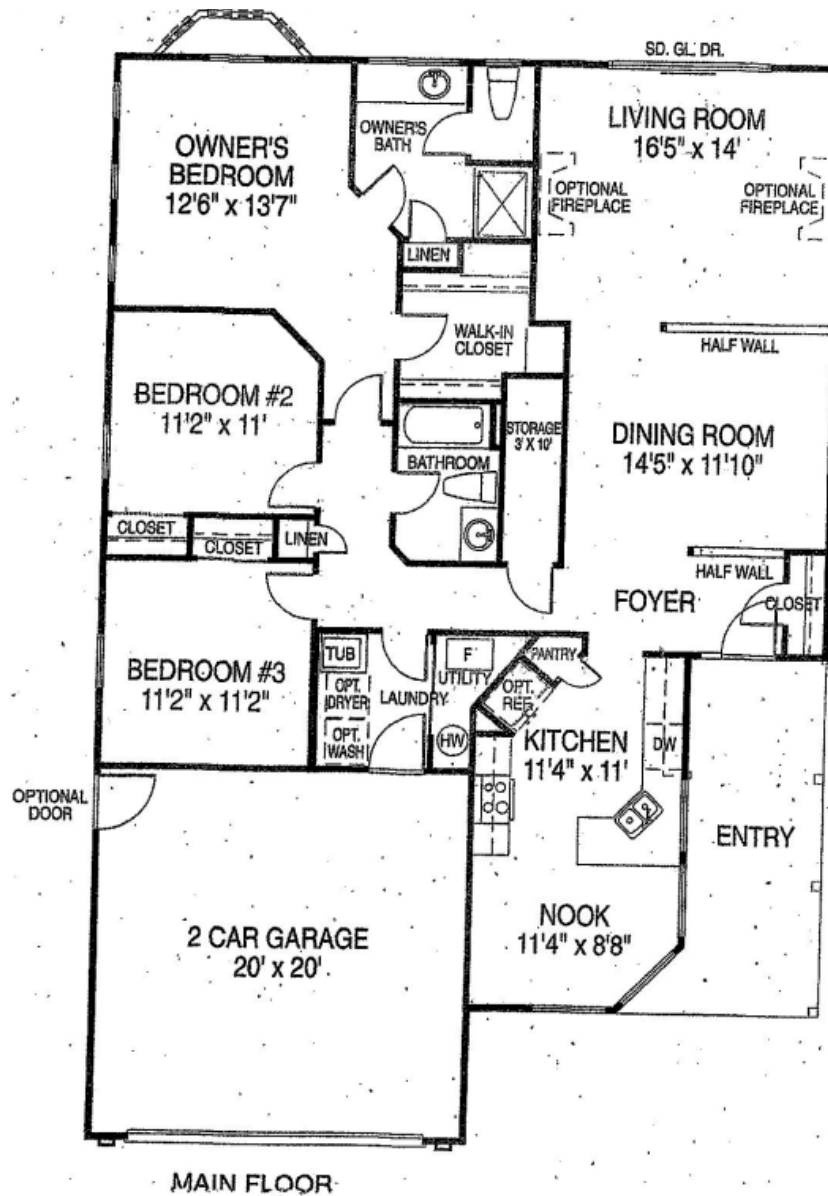 SD. GL. DR.
OWNER'S
BEDROOM
12'6" x 13'7"
OWNER'S
BATH
LIVING ROOM
16'5" x 14'
OPTIONAL
FIREPLACE
OPTIONAL
FIREPLACE
LINEN
WALK-IN
CLOSET
HALF WALL
BEDROOM #2
11'2" x 11'
STORAGE
3' X 10'
DINING ROOM
14'5" x 11'10"
BATHROOM
CLOSET
CLOSET
LINEN
HALF WALL
FOYER
CLOSET
BEDROOM #3
11'2" x 11'2"
TUB
OPT.
DRYER
OPT.
WASH
LAUNDRY
F
UTILITY
HW
PANTRY
OPT.
REF.
KITCHEN
11'4" x 11'
DW
OPTIONAL
DOOR
ENTRY
2 CAR GARAGE
20' x 20'
NOOK
11'4" x 8'8"
MAIN FLOOR